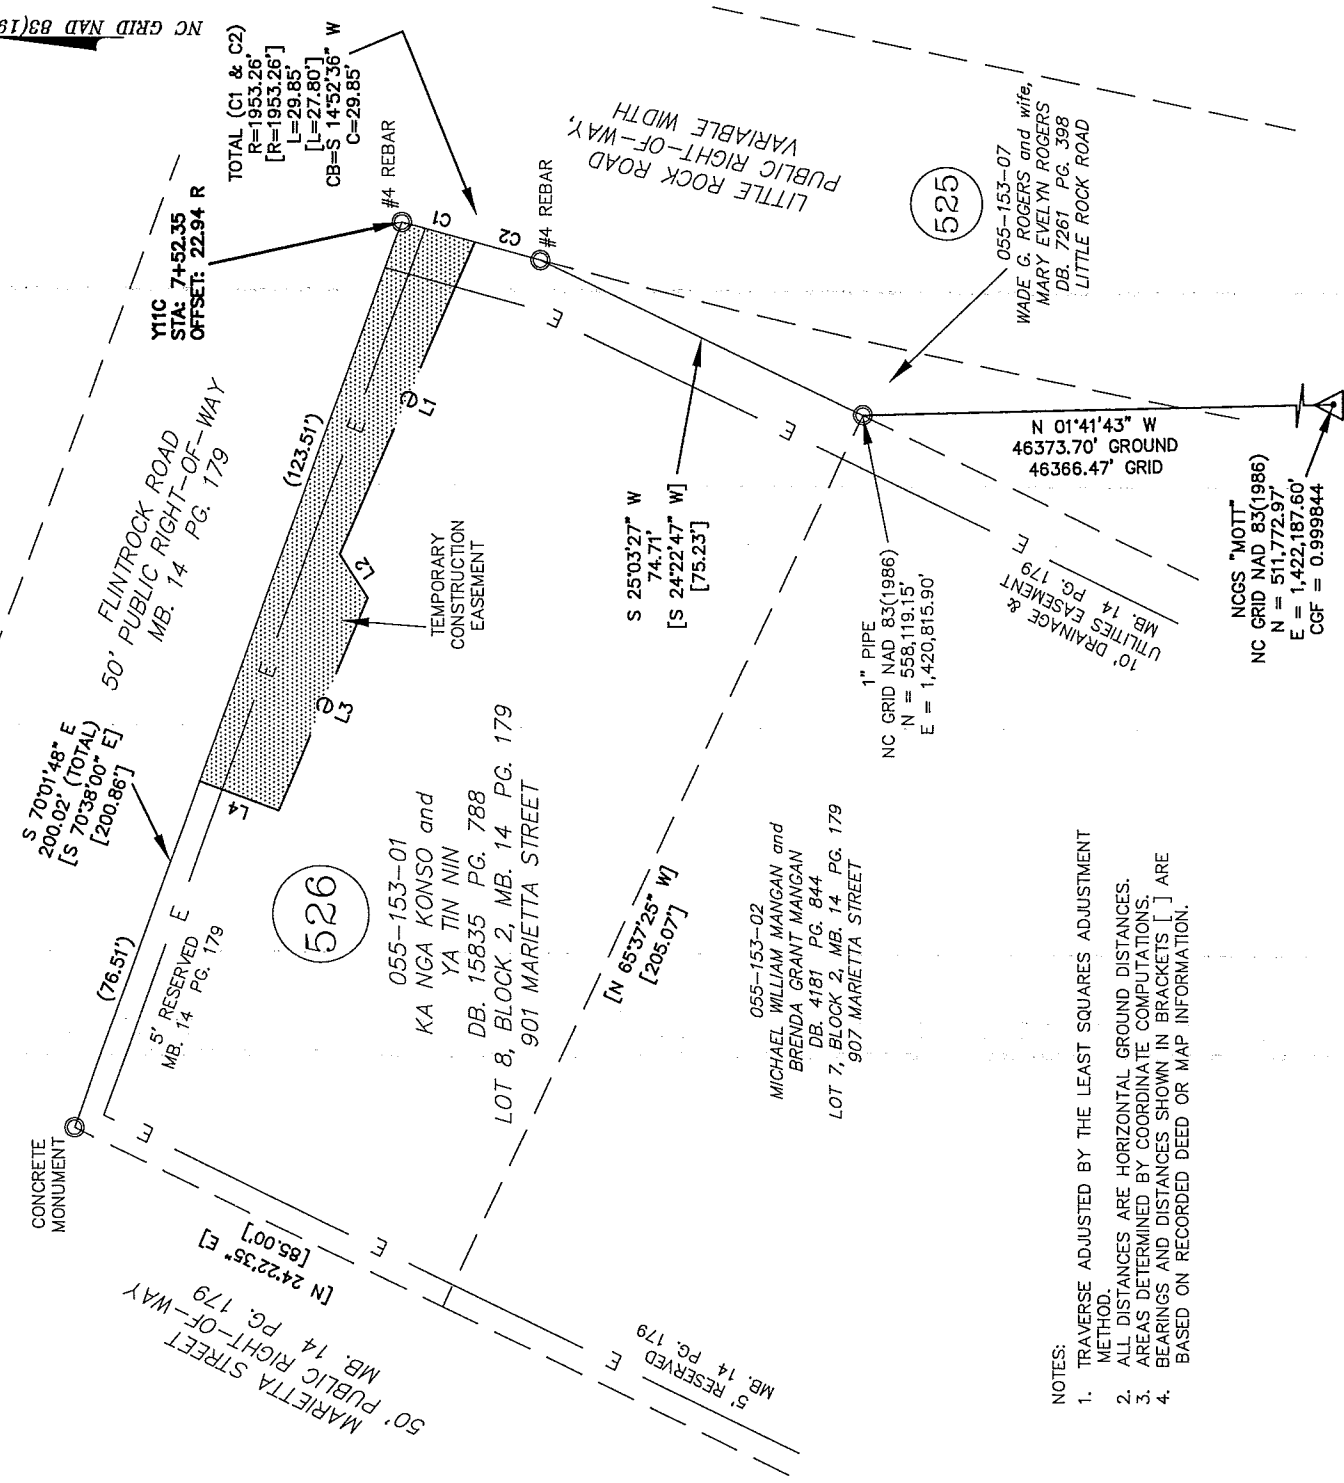 NC GRID NAD 83(19
TOTAL (C1 & C2)
R=1953.26'
[R=1953.26']
L=29.85'
[L=27.80']
CB=S 14°52'36" W
C=29.85'
#4 REBAR
C1
C2
#4 REBAR
Y11C
STA: 7+52.35
OFFSET: 22.94 R
LITTLE ROCK ROAD
PUBLIC RIGHT-OF-WAY,
VARIABLE WIDTH
525
055-153-07
WADE G. ROGERS and wife,
MARY EVELYN ROGERS
DB. 7261 PG. 398
LITTLE ROCK ROAD
FLINTROCK ROAD
50' PUBLIC RIGHT-OF-WAY
MB. 14 PG. 179
(123.51')
E
E
E
e
L1
L2
e
L3
L4
TEMPORARY
CONSTRUCTION
EASEMENT
S 25°03'27" W
74.71'
[S 24°22'47" W]
[75.23']
E
E
E
N 01°41'43" W
46373.70' GROUND
46366.47' GRID
NCGS "MOTT"
NC GRID NAD 83(1986)
N = 511,772.97'
E = 1,422,187.60'
CGF = 0.999844
10' DRAINAGE &
UTILITIES EASEMENT
MB. 14 PG. 179
1" PIPE
NC GRID NAD 83(1986)
N = 558,119.15'
E = 1,420,815.90'
S 70°01'48" E
200.02' (TOTAL)
[S 70°38'00" E]
[200.86']
(76.51')
5' RESERVED
MB. 14 PG. 179
526
055-153-01
KA NGA KONSO and
YA TIN NIN
DB. 15835 PG. 788
LOT 8, BLOCK 2, MB. 14 PG. 179
901 MARIETTA STREET
[N 65°37'25" W]
[205.07']
055-153-02
MICHAEL WILLIAM MANGAN and
BRENDA GRANT MANGAN
DB. 4181 PG. 844
LOT 7, BLOCK 2, MB. 14 PG. 179
907 MARIETTA STREET
CONCRETE
MONUMENT
E
E
E
[N 24°22'35" E]
[85.00']
MARIETTA STREET
50' PUBLIC RIGHT-OF-WAY
MB. 14 PG. 179
5' RESERVED
MB. 14 PG. 179
NOTES:
1. TRAVERSE ADJUSTED BY THE LEAST SQUARES ADJUSTMENT
METHOD.
2. ALL DISTANCES ARE HORIZONTAL GROUND DISTANCES.
3. AREAS DETERMINED BY COORDINATE COMPUTATIONS.
4. BEARINGS AND DISTANCES SHOWN IN BRACKETS [ ] ARE
BASED ON RECORDED DEED OR MAP INFORMATION.